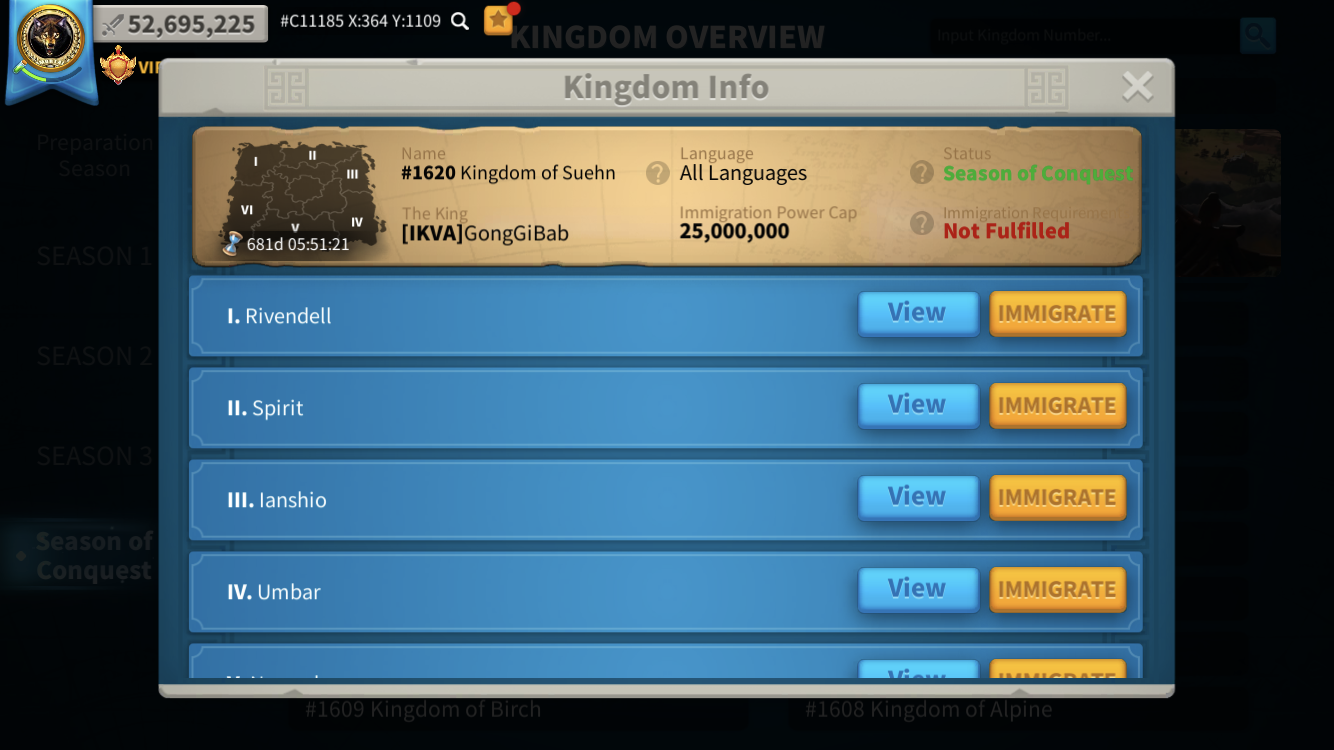 52,695,225
#C11185 X:364 Y:1109
KINGDOM OVERVIEW
Input Kingdom Number...
VIP
Kingdom Info
Preparation
Season
SEASON 1
SEASON 2
SEASON 3
Season of
Conquest
I
II
III
VI
IV
V
681d 05:51:21
Name
#1620 Kingdom of Suehn
Language
All Languages
Status
Season of Conquest
The King
[IKVA]GongGiBab
Immigration Power Cap
25,000,000
Immigration Requireme
Not Fulfilled
I. Rivendell
View
IMMIGRATE
II. Spirit
View
IMMIGRATE
III. Ianshio
View
IMMIGRATE
IV. Umbar
View
IMMIGRATE
View
IMMIGRATE
#1609 Kingdom of Birch
#1608 Kingdom of Alpine